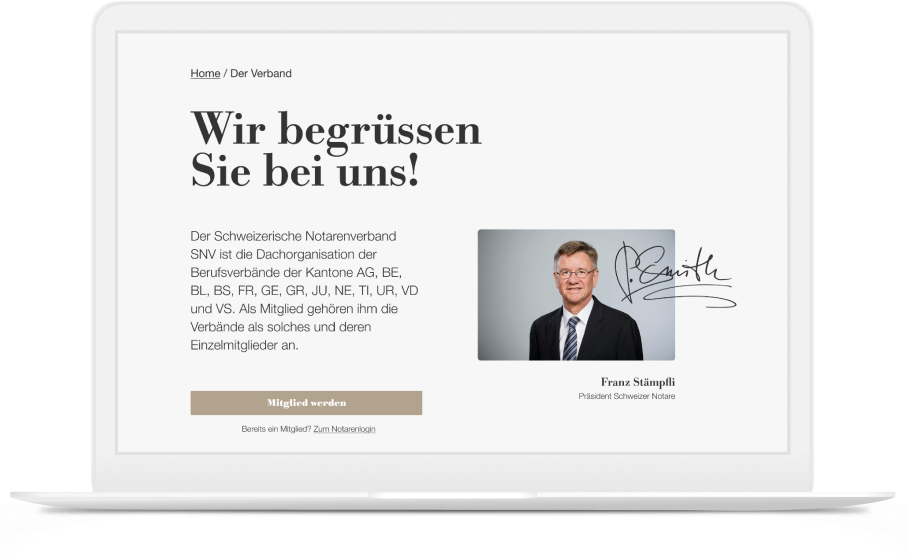 Home / Der Verband
Wir begrüssen
Sie bei uns!
Der Schweizerische Notarenverband
SNV ist die Dachorganisation der
Berufsverbände der Kantone AG, BE,
BL, BS, FR, GE, GR, JU, NE, TI, UR, VD
und VS. Als Mitglied gehören ihm die
Verbände als solches und deren
Einzelmitglieder an.
Mitglied werden
Bereits ein Mitglied? Zum Notarenlogin
P. Smith
Franz Stämpfli
Präsident Schweizer Notare